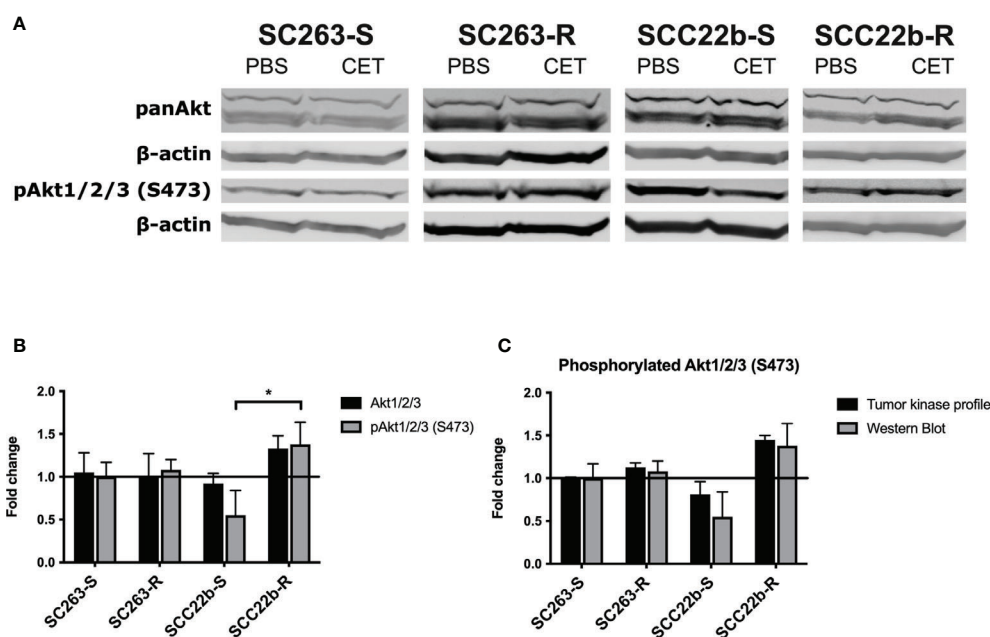 A
SC263-S SC263-R SCC22b-S SCC22b-R
PBS CET PBS CET PBS CET PBS CET
panAkt
β-actin
pAkt1/2/3 (S473)
β-actin
B
Fold change
2.0
1.5
1.0
0.5
0.0
*
Akt1/2/3
pAkt1/2/3 (S473)
SC263-S
SC263-R
SCC22b-S
SCC22b-R
C
Phosphorylated Akt1/2/3 (S473)
Fold change
2.0
1.5
1.0
0.5
0.0
Tumor kinase profile
Western Blot
SC263-S
SC263-R
SCC22b-S
SCC22b-R